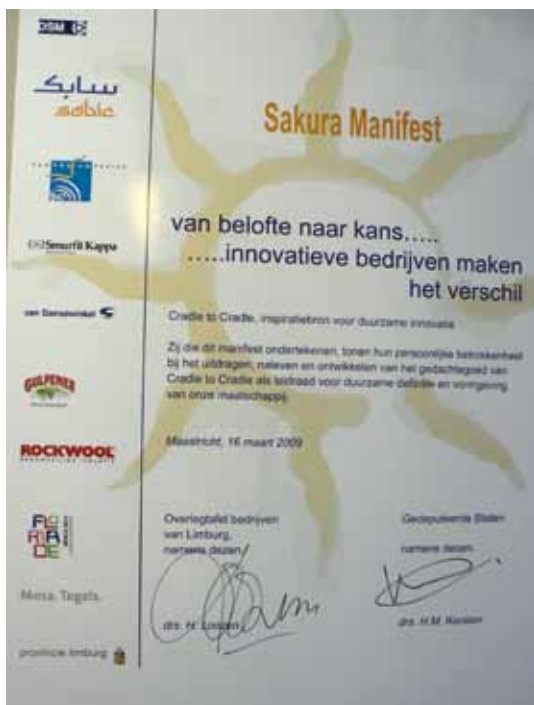 DSM
سابك
sabic
Smurfit Kappa
van Gansewinkel
GULPENER
ROCKWOOL
FLO
RIA
DE
Mosa. Tegels.
provincie limburg
Sakura Manifest
van belofte naar kans.....
.....innovatieve bedrijven maken
het verschil
Cradle to Cradle, inspiratiebron voor duurzame innovatie
Zij die dit manifest ondertekenen, tonen hun persoonlijke betrokkenheid
bij het uitdragen, naleven en ontwikkelen van het gedachtegoed van
Cradle to Cradle als leidraad voor duurzame definitie en vormgeving
van onze maatschappij.
Maastricht, 16 maart 2009
Overlegtafel bedrijven
van Limburg,
namens dezen,
drs. H.
Gedeputeerde Staten
namens dezen,
drs. H.M. Kersten